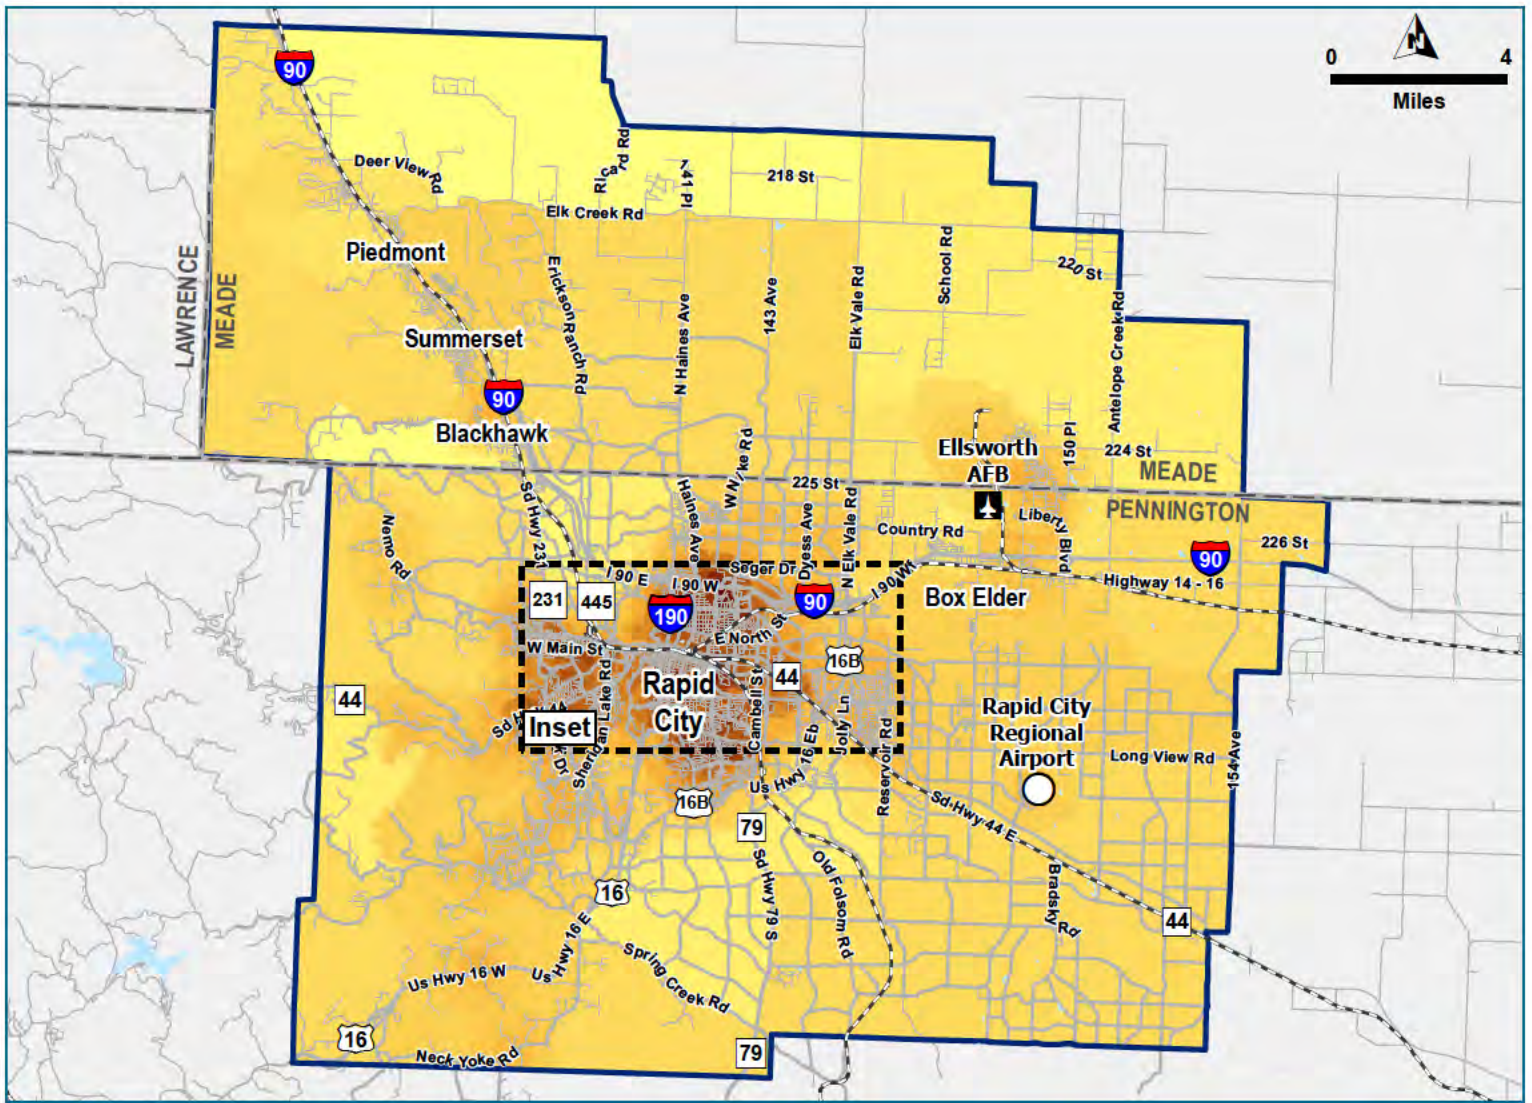 N
0 4
Miles
90
Deer View Rd
Ricard Rd
741 Pl
218 St
Elk Creek Rd
Piedmont
LAWRENCE
MEADE
Erickson Ranch Rd
N Haines Ave
143 Ave
Elk Vale Rd
School Rd
220 St
Antelope Creek Rd
Summerset
90
Blackhawk
Ellsworth
AFB
150 Pl
224 St
MEADE
PENNINGTON
225 St
Haines Ave
Dyess Ave
N Elk Vale Rd
Country Rd
Liberty Blvd
226 St
90
Highway 14 - 16
Nemo Rd
Sd Hwy 231
I 90 E
I 90 W
Seger Dr
I 90 W
231
445
190
90
Box Elder
E North St
W Main St
16B
44
Rapid
City
Cambell St
44
Jolly Ln
Reservoir Rd
Inset
Sheridan Lake Rd
Rapid City
Regional
Airport
Long View Rd
154 Ave
Us Hwy 16 Eb
16B
79
Sd Hwy 44 E
Sd Hwy 79 S
Old Folsom Rd
Bradsky Rd
44
16
Us Hwy 16 E
Us Hwy 16 W
Spring Creek Rd
16
Neck Yoke Rd
79